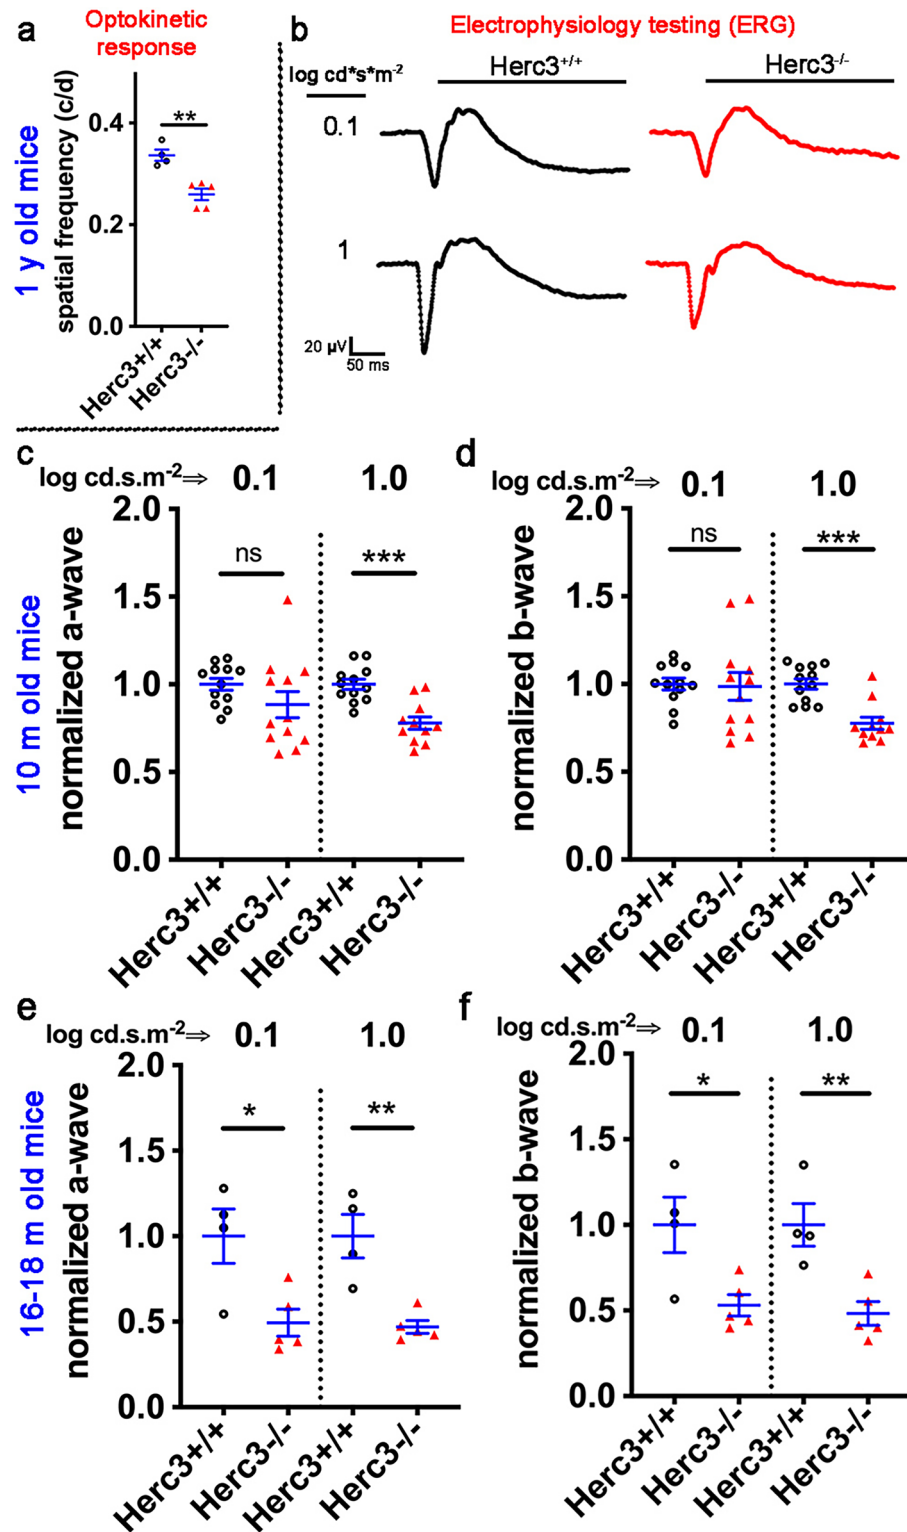 a
Optokinetic
response
1 y old mice
spatial frequency (c/d)
0.4
0.2
0.0
**
Herc3+/+
Herc3-/-
b
Electrophysiology testing (ERG)
log cd*s*m-2
Herc3+/+
Herc3-/-
0.1
1
20 µV
50 ms
c
log cd.s.m-2⇒ 0.1 1.0
10 m old mice
normalized a-wave
2.0
1.5
1.0
0.5
0.0
ns
***
Herc3+/+
Herc3-/-
Herc3+/+
Herc3-/-
d
log cd.s.m-2⇒ 0.1 1.0
normalized b-wave
2.0
1.5
1.0
0.5
0.0
ns
***
Herc3+/+
Herc3-/-
Herc3+/+
Herc3-/-
e
log cd.s.m-2⇒ 0.1 1.0
16-18 m old mice
normalized a-wave
2.0
1.5
1.0
0.5
0.0
*
**
Herc3+/+
Herc3-/-
Herc3+/+
Herc3-/-
f
log cd.s.m-2⇒ 0.1 1.0
normalized b-wave
2.0
1.5
1.0
0.5
0.0
*
**
Herc3+/+
Herc3-/-
Herc3+/+
Herc3-/-